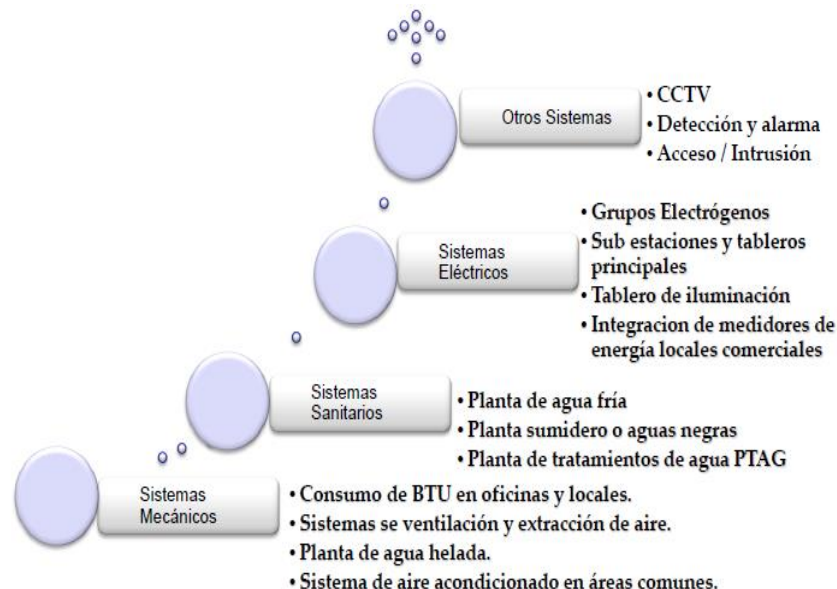 Otros Sistemas
• CCTV
• Detección y alarma
• Acceso / Intrusión
Sistemas
Eléctricos
• Grupos Electrógenos
• Sub estaciones y tableros
principales
• Tablero de iluminación
• Integracion de medidores de
energía locales comerciales
Sistemas
Sanitarios
• Planta de agua fría
• Planta sumidero o aguas negras
• Planta de tratamientos de agua PTAG
Sistemas
Mecánicos
• Consumo de BTU en oficinas y locales.
• Sistemas se ventilación y extracción de aire.
• Planta de agua helada.
• Sistema de aire acondicionado en áreas comunes.